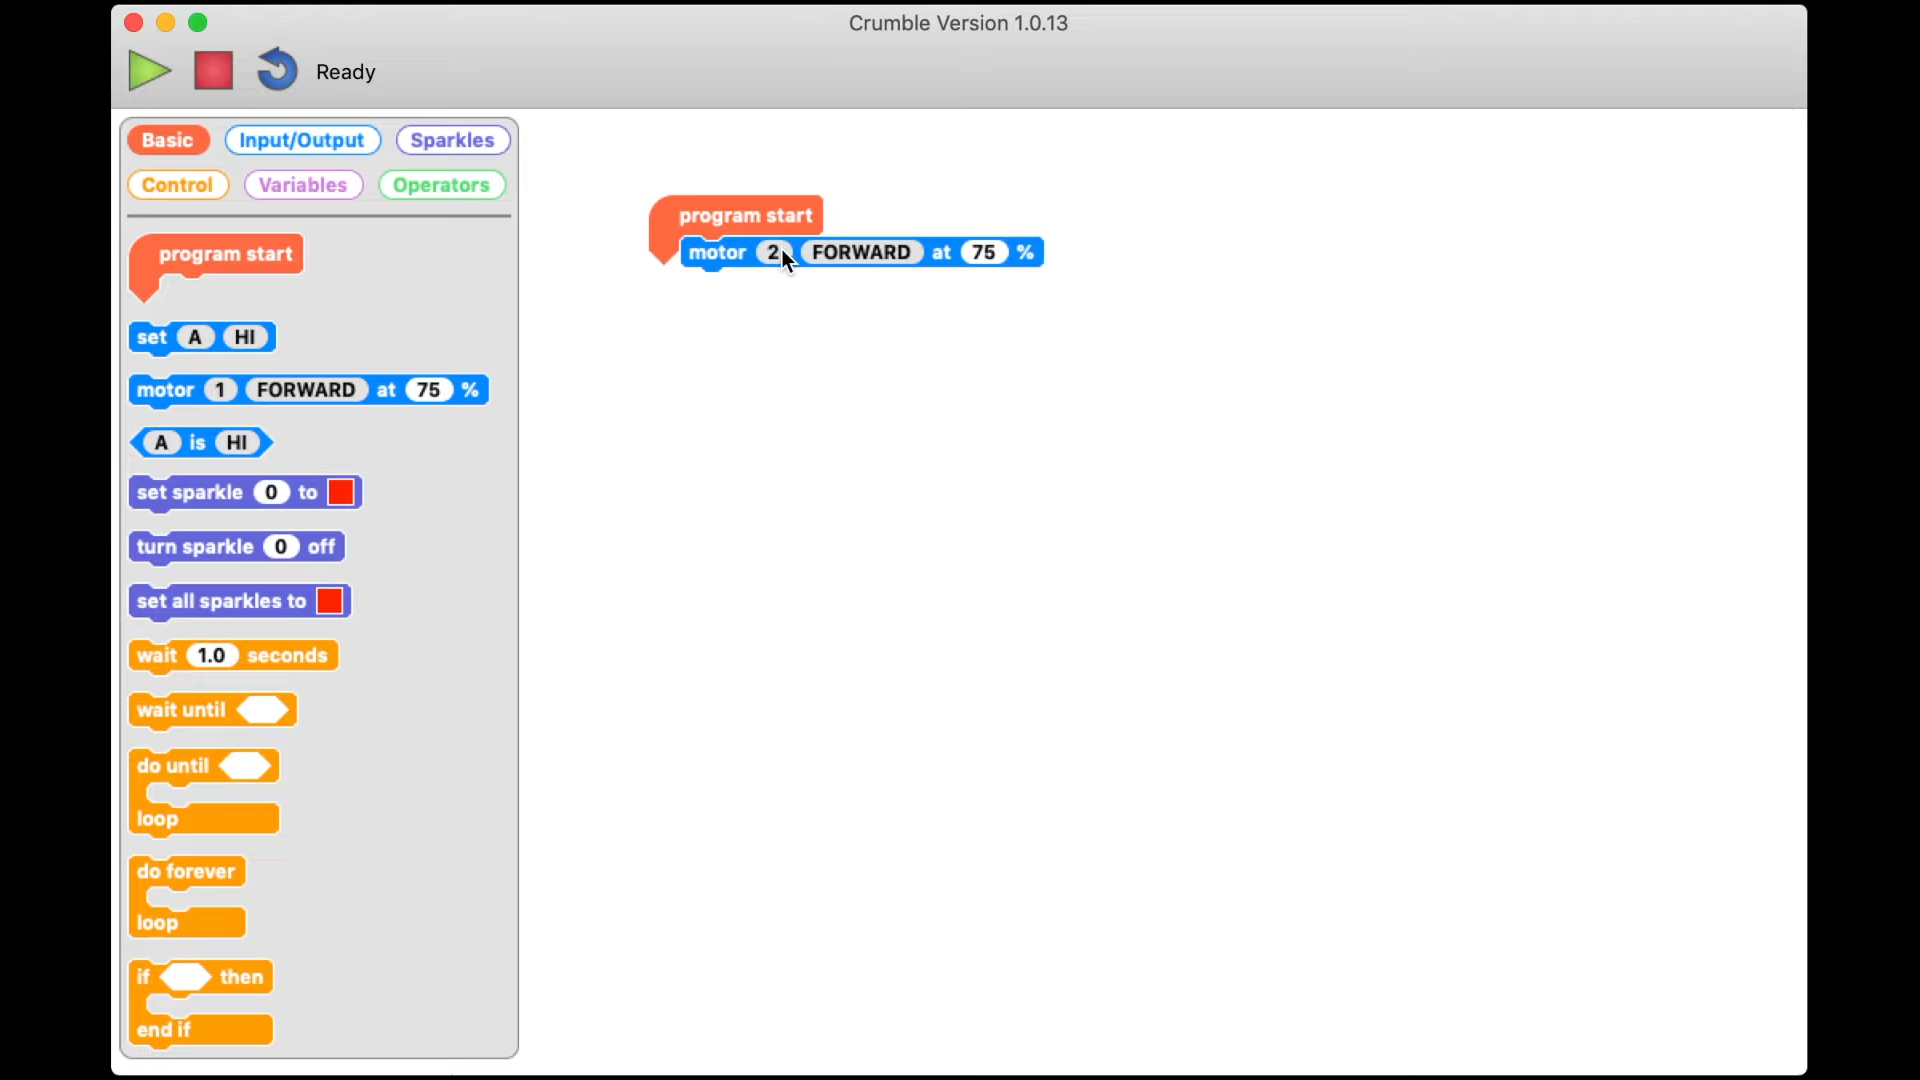 Crumble Version 1.0.13
Ready
Basic Input/Output Sparkles
Control Variables Operators
program start
set A HI
motor 1 FORWARD at 75 %
A is HI
set sparkle 0 to
turn sparkle 0 off
set all sparkles to
wait 1.0 seconds
wait until
do until
loop
do forever
loop
if then
end if
program start
motor 2 FORWARD at 75 %